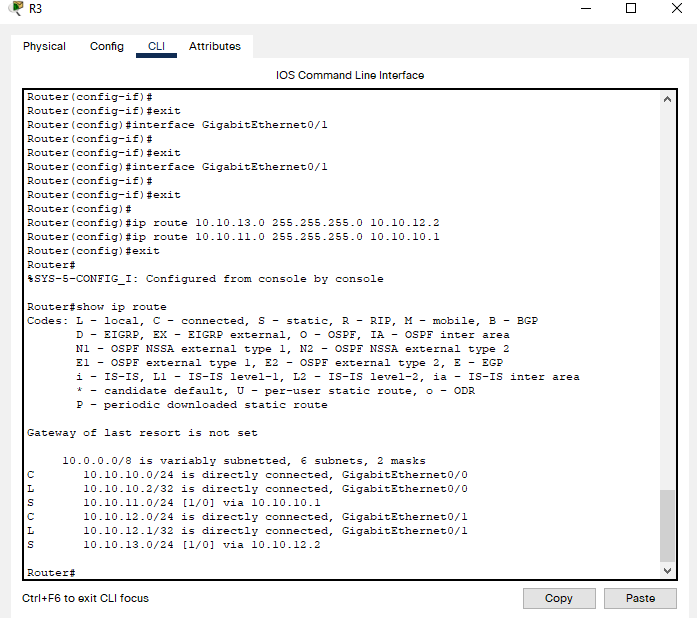 R3
Physical Config CLI Attributes
IOS Command Line Interface
Router(config-if)#
Router(config-if)#exit
Router(config)#interface GigabitEthernet0/1
Router(config-if)#
Router(config-if)#exit
Router(config)#interface GigabitEthernet0/1
Router(config-if)#
Router(config-if)#exit
Router(config)#
Router(config)#ip route 10.10.13.0 255.255.255.0 10.10.12.2
Router(config)#ip route 10.10.11.0 255.255.255.0 10.10.10.1
Router(config)#exit
Router#
%SYS-5-CONFIG_I: Configured from console by console
Router#show ip route
Codes: L - local, C - connected, S - static, R - RIP, M - mobile, B - BGP
D - EIGRP, EX - EIGRP external, O - OSPF, IA - OSPF inter area
N1 - OSPF NSSA external type 1, N2 - OSPF NSSA external type 2
E1 - OSPF external type 1, E2 - OSPF external type 2, E - EGP
i - IS-IS, L1 - IS-IS level-1, L2 - IS-IS level-2, ia - IS-IS inter area
* - candidate default, U - per-user static route, o - ODR
P - periodic downloaded static route
Gateway of last resort is not set
10.0.0.0/8 is variably subnetted, 6 subnets, 2 masks
C 10.10.10.0/24 is directly connected, GigabitEthernet0/0
L 10.10.10.2/32 is directly connected, GigabitEthernet0/0
S 10.10.11.0/24 [1/0] via 10.10.10.1
C 10.10.12.0/24 is directly connected, GigabitEthernet0/1
L 10.10.12.1/32 is directly connected, GigabitEthernet0/1
S 10.10.13.0/24 [1/0] via 10.10.12.2
Router#
Ctrl+F6 to exit CLI focus
Copy Paste